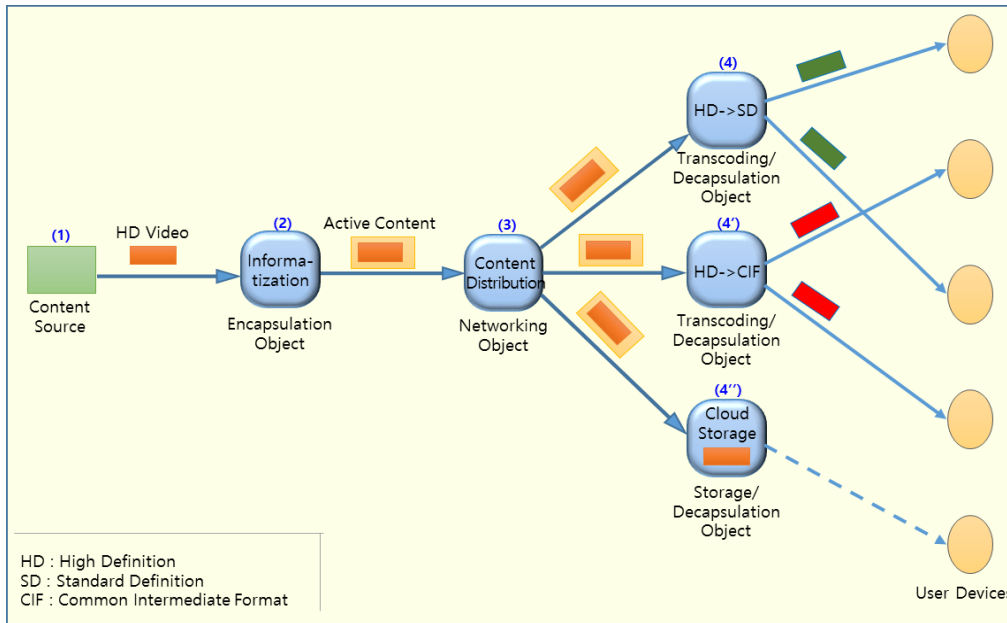 (1)
Content
Source
HD Video
(2)
Informa-
tization
Encapsulation
Object
Active Content
(3)
Content
Distribution
Networking
Object
(4)
HD->SD
Transcoding/
Decapsulation
Object
(4')
HD->CIF
Transcoding/
Decapsulation
Object
(4'')
Cloud
Storage
Storage/
Decapsulation
Object
User Devices
HD : High Definition
SD : Standard Definition
CIF : Common Intermediate Format